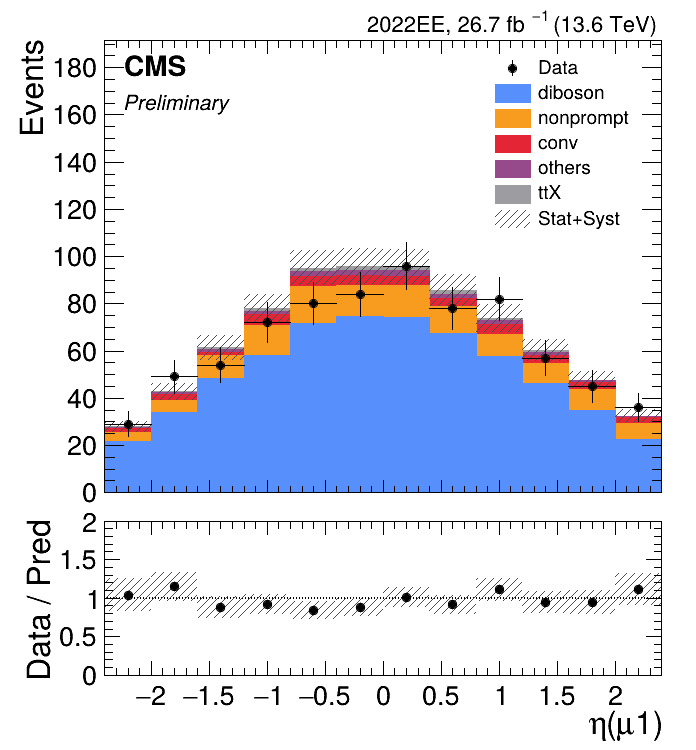 2022EE, 26.7 fb⁻¹ (13.6 TeV)
Events
180
160
140
120
100
80
60
40
20
0
CMS
Preliminary
Data
diboson
nonprompt
conv
others
ttX
Stat+Syst
Data / Pred
2
1.5
1
0.5
0
−2 −1.5 −1 −0.5 0 0.5 1 1.5 2
η(μ1)